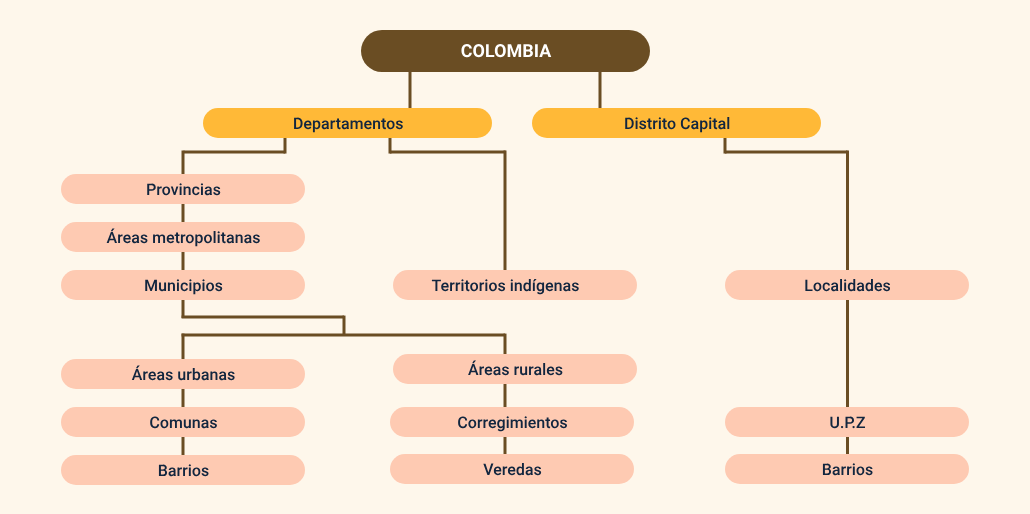 COLOMBIA
Departamentos
Distrito Capital
Provincias
Áreas metropolitanas
Municipios
Territorios indígenas
Localidades
Áreas urbanas
Áreas rurales
Comunas
Corregimientos
U.P.Z
Barrios
Veredas
Barrios